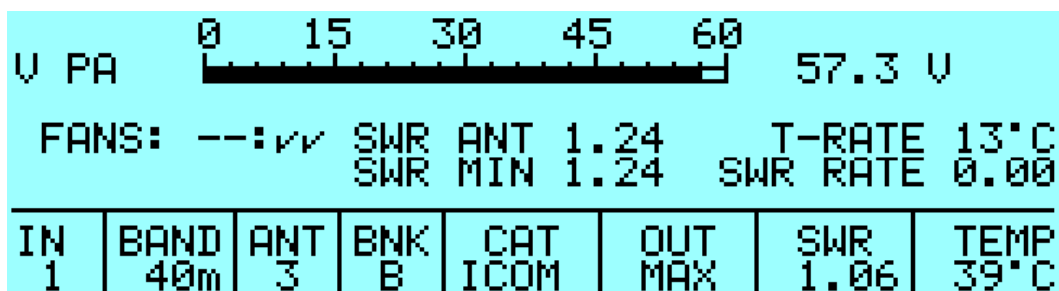 0 15 30 45 60
V PA 57.3 V
FANS: --:✓✓ SWR ANT 1.24 T-RATE 13°C
SWR MIN 1.24 SWR RATE 0.00
IN BAND ANT BNK CAT OUT SWR TEMP
1 40m 3 B ICOM MAX 1.06 39°C